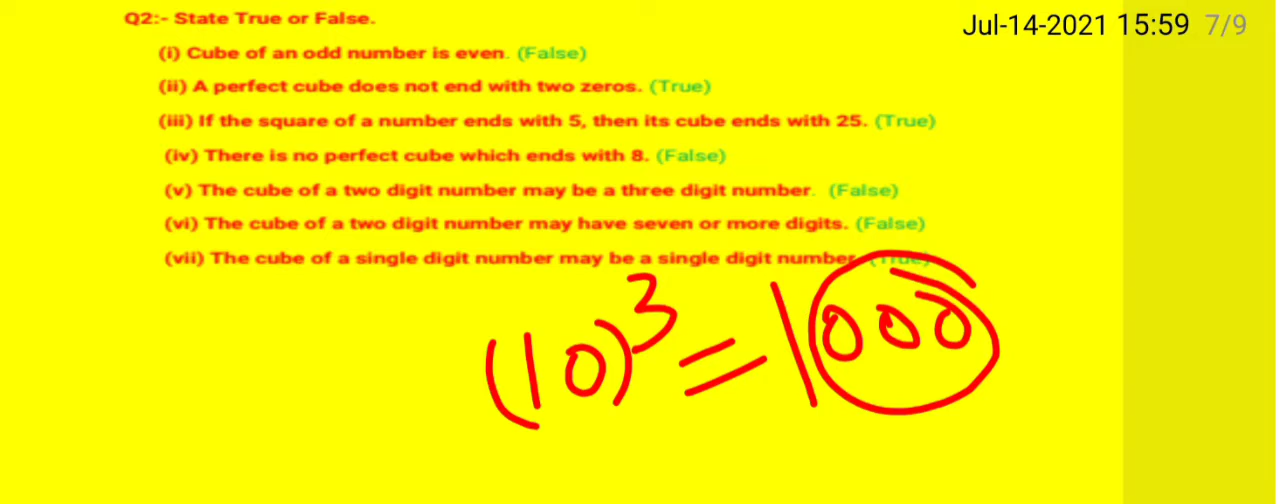 Q2:- State True or False.
Jul-14-2021 15:59 7/9
(i) Cube of an odd number is even. (False)
(ii) A perfect cube does not end with two zeros. (True)
(iii) If the square of a number ends with 5, then its cube ends with 25. (True)
(iv) There is no perfect cube which ends with 8. (False)
(v) The cube of a two digit number may be a three digit number. (False)
(vi) The cube of a two digit number may have seven or more digits. (False)
(vii) The cube of a single digit number may be a single digit number. (True)
(10)³ = 1000